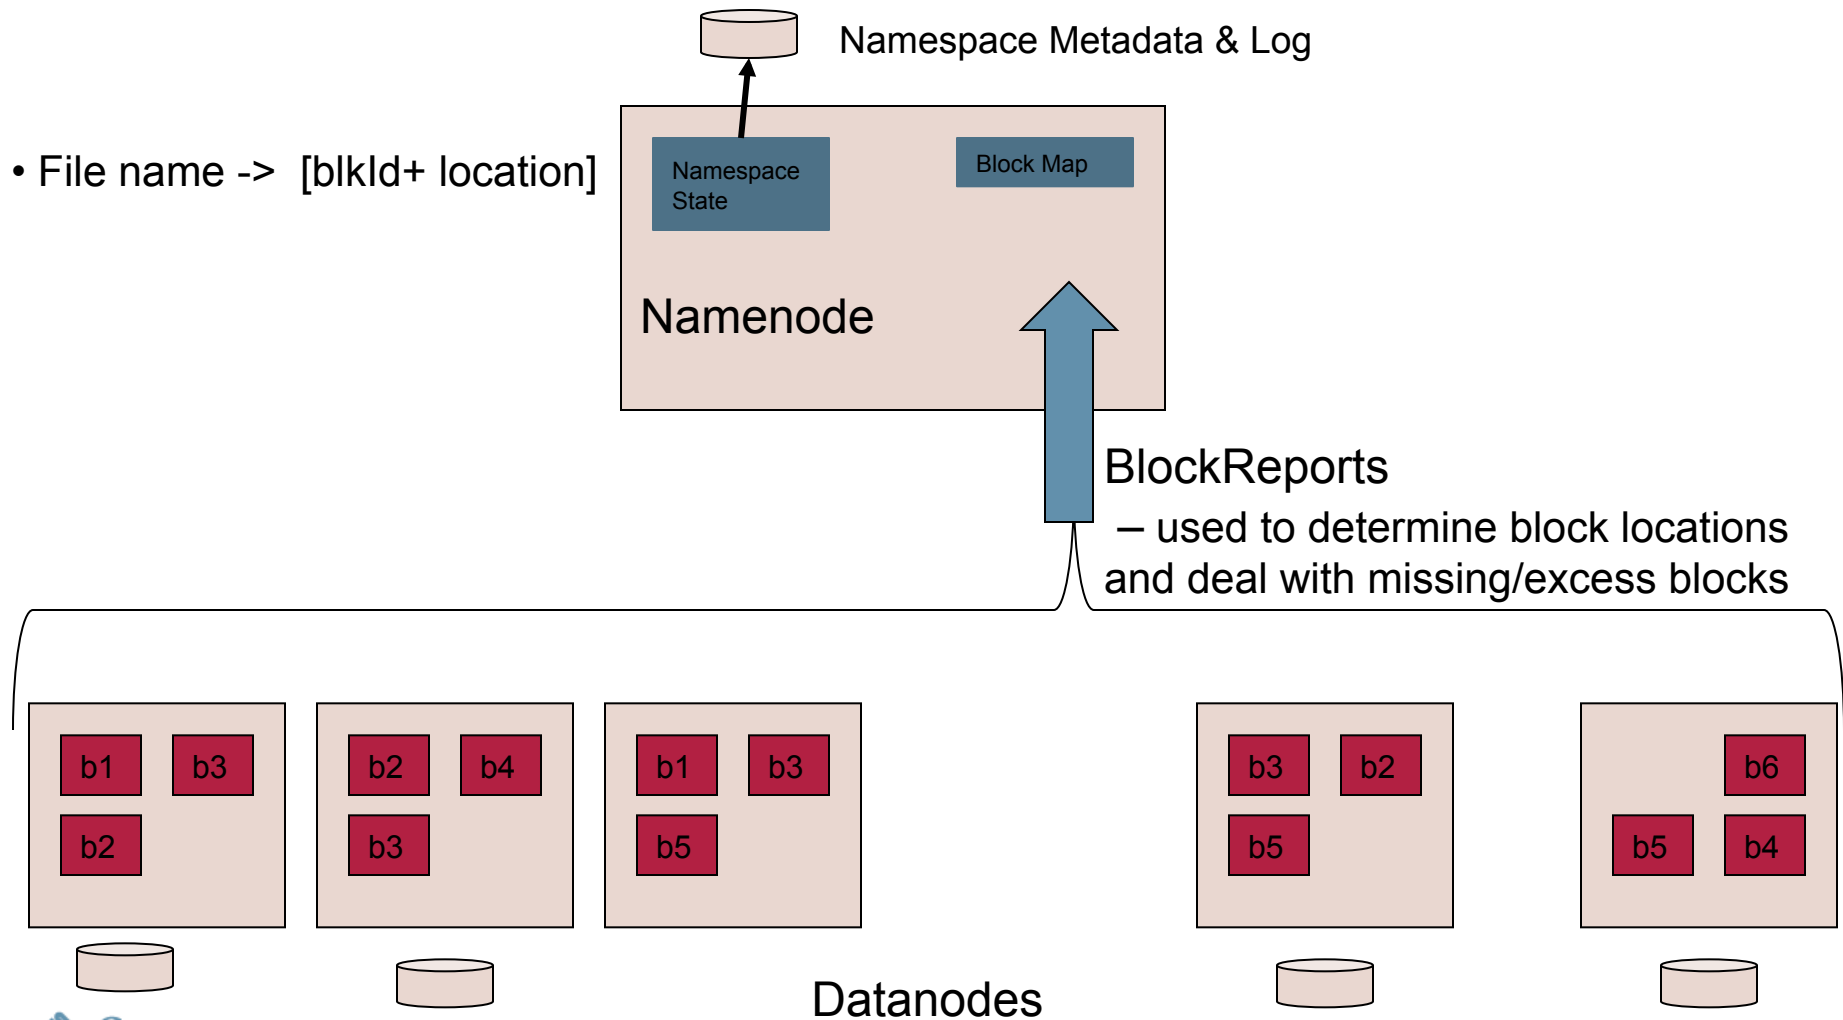 Namespace Metadata & Log
• File name -> [blkId+ location]
Namespace
State
Block Map
Namenode
BlockReports
– used to determine block locations
and deal with missing/excess blocks
b1 b3
b2
b2 b4
b3
b1 b3
b5
b3 b2
b5
b6
b5 b4
Datanodes